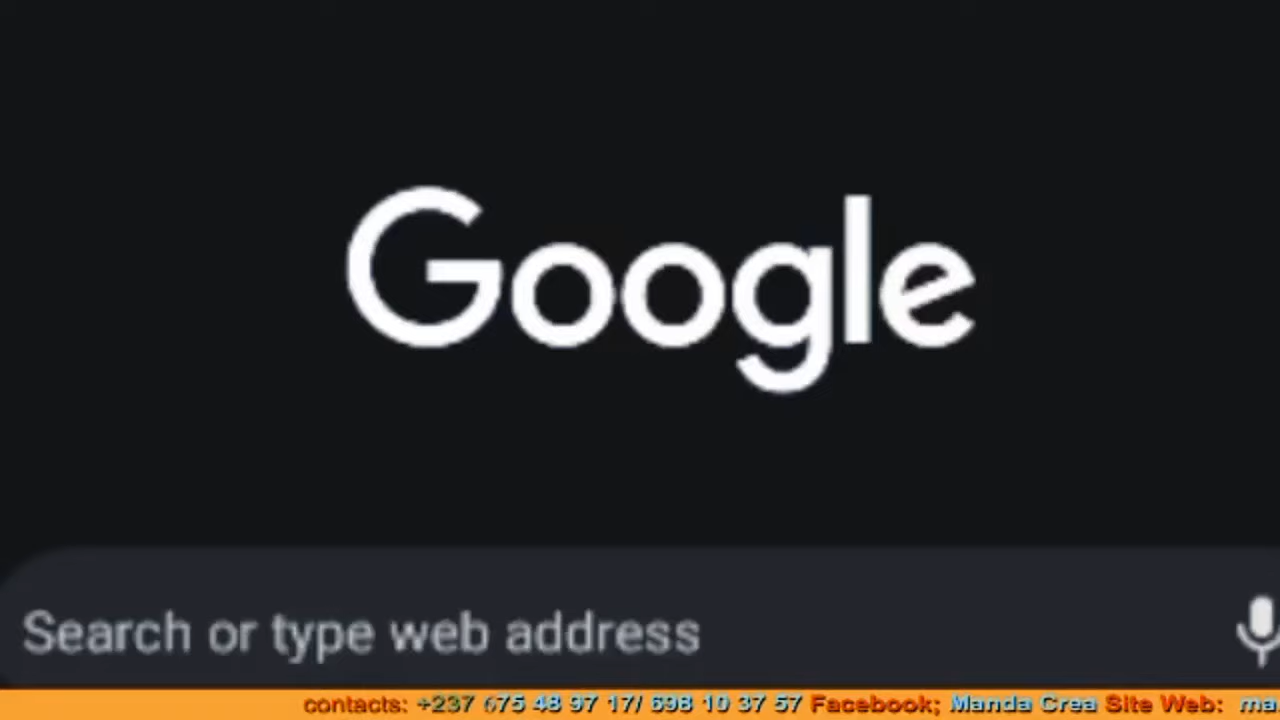 Google
Search or type web address
contacts: +237 675 48 97 17/ 698 10 37 57 Facebook; Manda Crea Site Web: